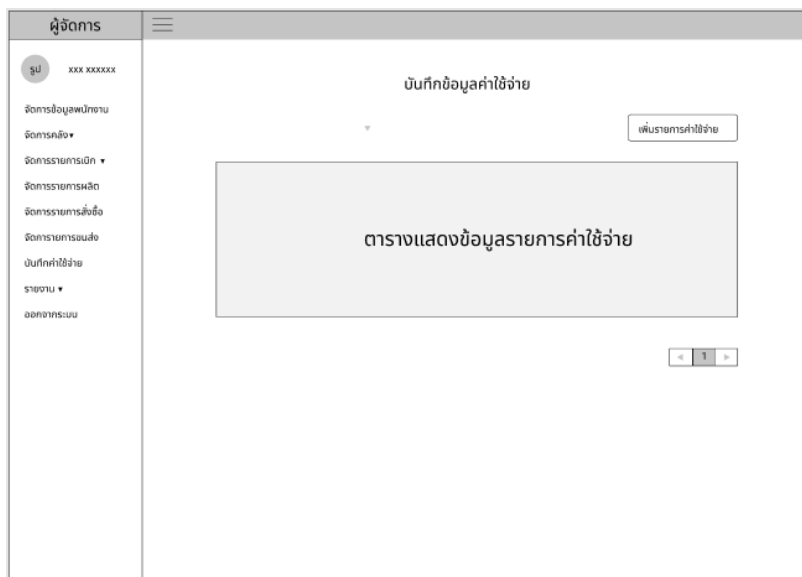 ผู้จัดการ
รูป xxx xxxxxx
จัดการข้อมูลพนักงาน
จัดการคลัง▾
จัดการรายการเบิก ▾
จัดการรายการผลิต
จัดการรายการสั่งซื้อ
จัดการายการขนส่ง
บันทึกค่าใช้จ่าย
รายงาน ▾
ออกจากระบบ
บันทึกข้อมูลค่าใช้จ่าย
เพิ่มรายการค่าใช้จ่าย
ตารางแสดงข้อมูลรายการค่าใช้จ่าย
1